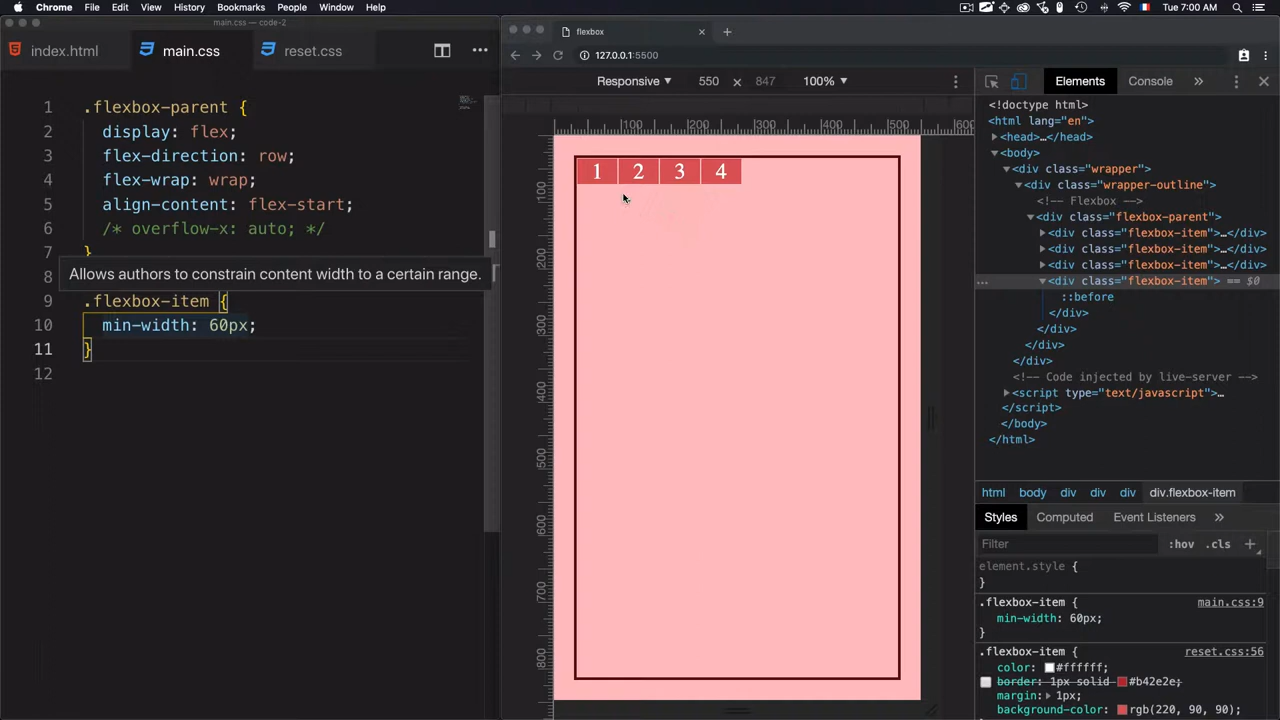 Chrome File Edit View History Bookmarks People Window Help Tue 7:00 AM
main.css — code-2
index.html main.css reset.css
1 .flexbox-parent {
2 display: flex;
3 flex-direction: row;
4 flex-wrap: wrap;
5 align-content: flex-start;
6 /* overflow-x: auto; */
7 }
8 Allows authors to constrain content width to a certain range.
9 .flexbox-item {
10 min-width: 60px;
11 }
12
flexbox
127.0.0.1:5500
Responsive 550 847 100%
100 200 300 400 500 600
100
200
300
400
500
600
700
800
1 2 3 4
Elements Console »
<!doctype html>
<html lang="en">
<head>…</head>
<body>
<div class="wrapper">
<div class="wrapper-outline">
<!-- Flexbox -->
<div class="flexbox-parent">
<div class="flexbox-item">…</div>
<div class="flexbox-item">…</div>
<div class="flexbox-item">…</div>
… <div class="flexbox-item"> == $0
::before
</div>
</div>
</div>
</div>
<!-- Code injected by live-server -->
<script type="text/javascript">…
</script>
</body>
</html>
html body div div div div.flexbox-item
Styles Computed Event Listeners »
Filter :hov .cls +
element.style {
}
.flexbox-item { main.css:9
min-width: 60px;
}
.flexbox-item { reset.css:56
color: #ffffff;
border: 1px solid #b42e2e;
margin: 1px;
background-color: rgb(220, 90, 90);